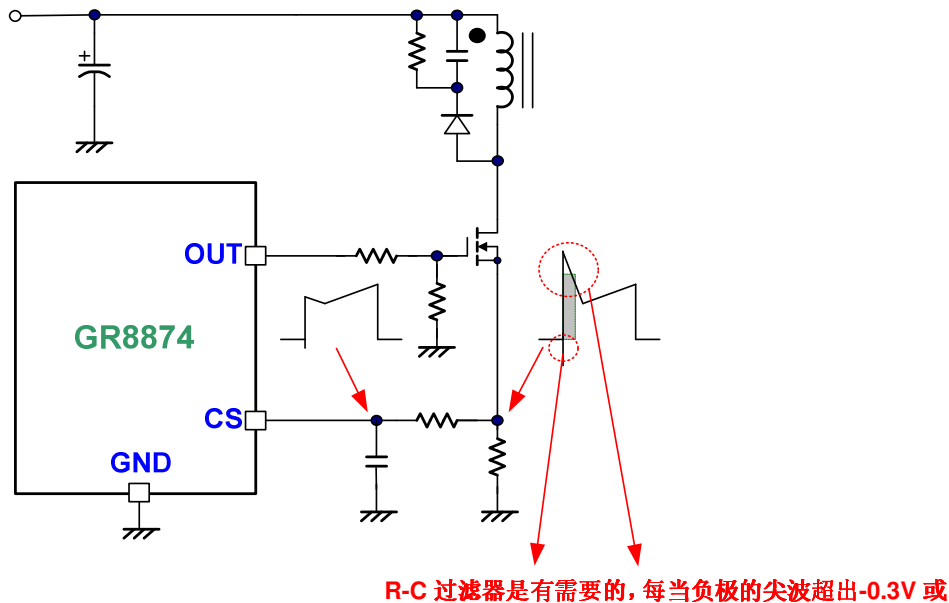 OUT
GR8874
CS
GND
+
R-C 过滤器是有需要的, 每当负极的尖波超出-0.3V 或